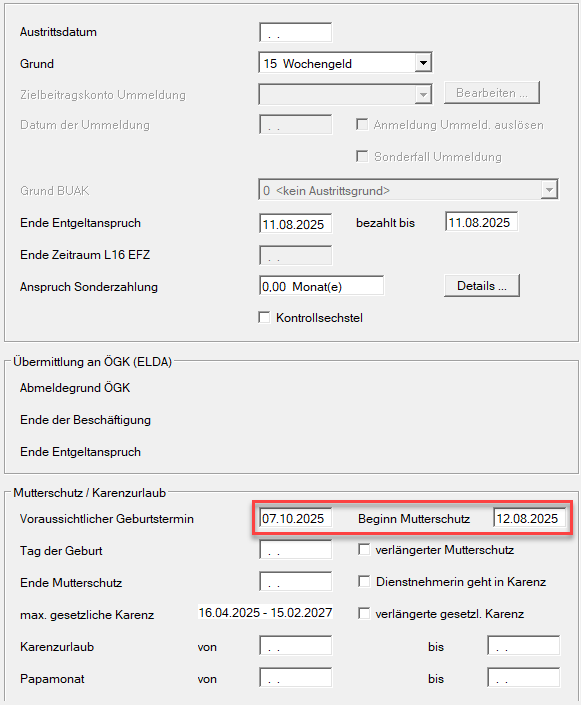 Austrittsdatum . .
Grund 15 Wochengeld
Zielbeitragskonto Ummeldung Bearbeiten ...
Datum der Ummeldung . . Anmeldung Ummeld. auslösen
Sonderfall Ummeldung
Grund BUAK 0 <kein Austrittsgrund>
Ende Entgeltanspruch 11.08.2025 bezahlt bis 11.08.2025
Ende Zeitraum L16 EFZ . .
Anspruch Sonderzahlung 0,00 Monat(e) Details ...
Kontrollsechstel
Übermittlung an ÖGK (ELDA)
Abmeldegrund ÖGK
Ende der Beschäftigung
Ende Entgeltanspruch
Mutterschutz / Karenzurlaub
Voraussichtlicher Geburtstermin 07.10.2025 Beginn Mutterschutz 12.08.2025
Tag der Geburt . . verlängerter Mutterschutz
Ende Mutterschutz . . Dienstnehmerin geht in Karenz
max. gesetzliche Karenz 16.04.2025 - 15.02.2027 verlängerte gesetzl. Karenz
Karenzurlaub von . . bis . .
Papamonat von . . bis . .